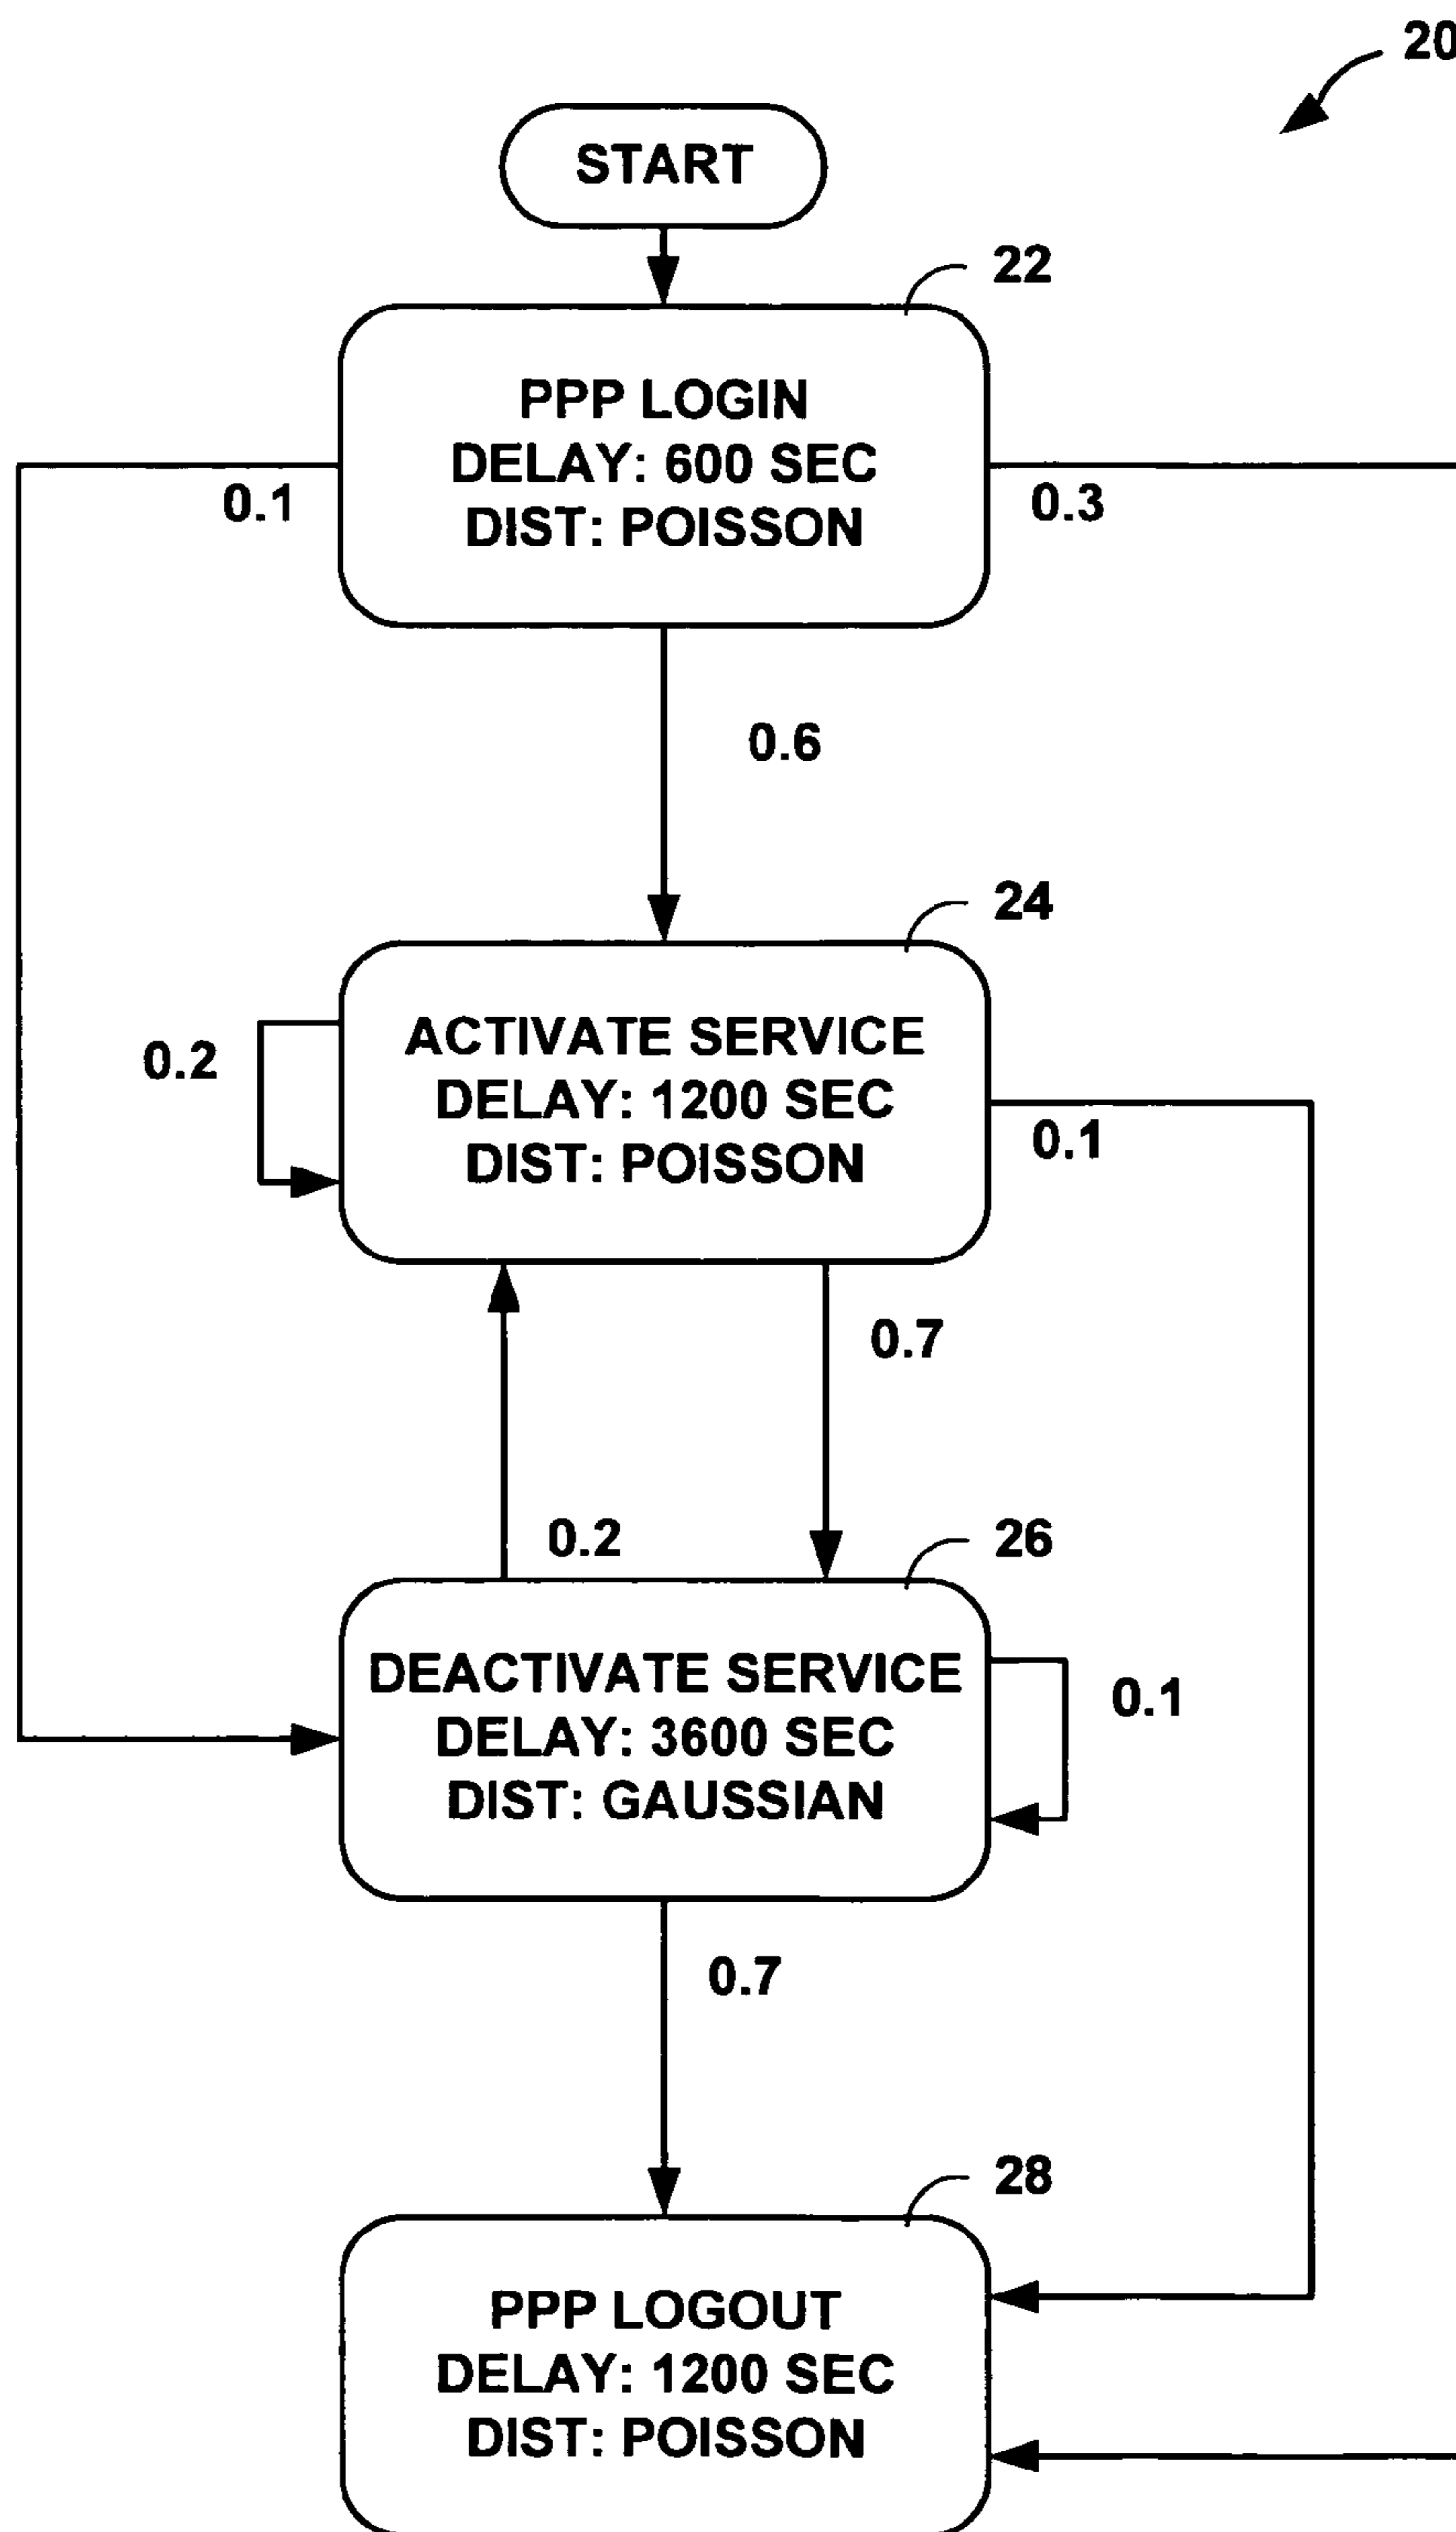 20
START
22
PPP LOGIN
DELAY: 600 SEC
DIST: POISSON
0.1
0.3
0.6
24
ACTIVATE SERVICE
DELAY: 1200 SEC
DIST: POISSON
0.2
0.1
0.7
0.2
26
DEACTIVATE SERVICE
DELAY: 3600 SEC
DIST: GAUSSIAN
0.1
0.7
28
PPP LOGOUT
DELAY: 1200 SEC
DIST: POISSON